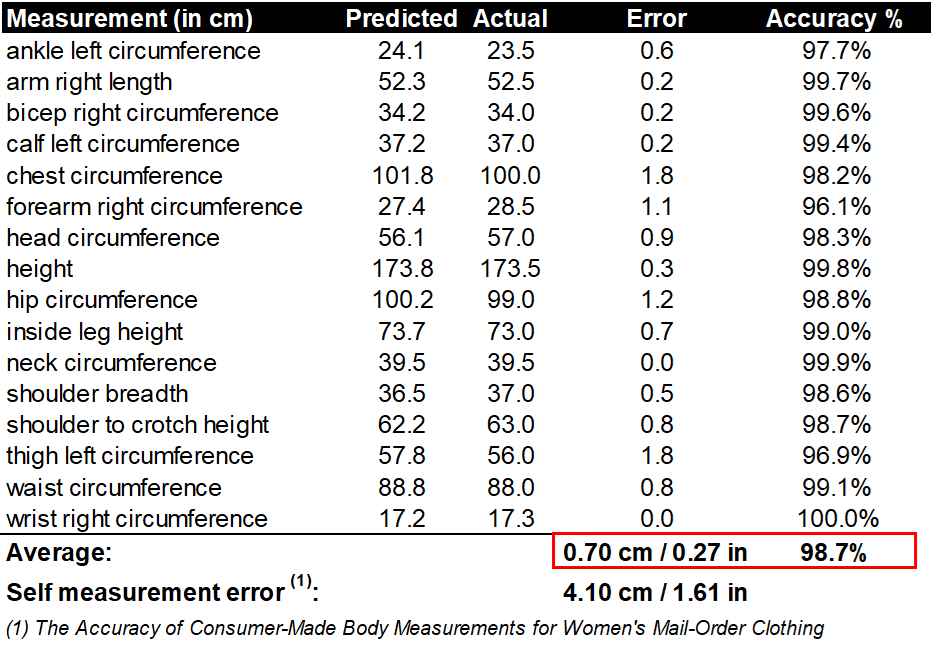 Measurement (in cm) Predicted Actual Error Accuracy %
ankle left circumference 24.1 23.5 0.6 97.7%
arm right length 52.3 52.5 0.2 99.7%
bicep right circumference 34.2 34.0 0.2 99.6%
calf left circumference 37.2 37.0 0.2 99.4%
chest circumference 101.8 100.0 1.8 98.2%
forearm right circumference 27.4 28.5 1.1 96.1%
head circumference 56.1 57.0 0.9 98.3%
height 173.8 173.5 0.3 99.8%
hip circumference 100.2 99.0 1.2 98.8%
inside leg height 73.7 73.0 0.7 99.0%
neck circumference 39.5 39.5 0.0 99.9%
shoulder breadth 36.5 37.0 0.5 98.6%
shoulder to crotch height 62.2 63.0 0.8 98.7%
thigh left circumference 57.8 56.0 1.8 96.9%
waist circumference 88.8 88.0 0.8 99.1%
wrist right circumference 17.2 17.3 0.0 100.0%
Average: 0.70 cm / 0.27 in 98.7%
Self measurement error (1): 4.10 cm / 1.61 in
(1) The Accuracy of Consumer-Made Body Measurements for Women's Mail-Order Clothing